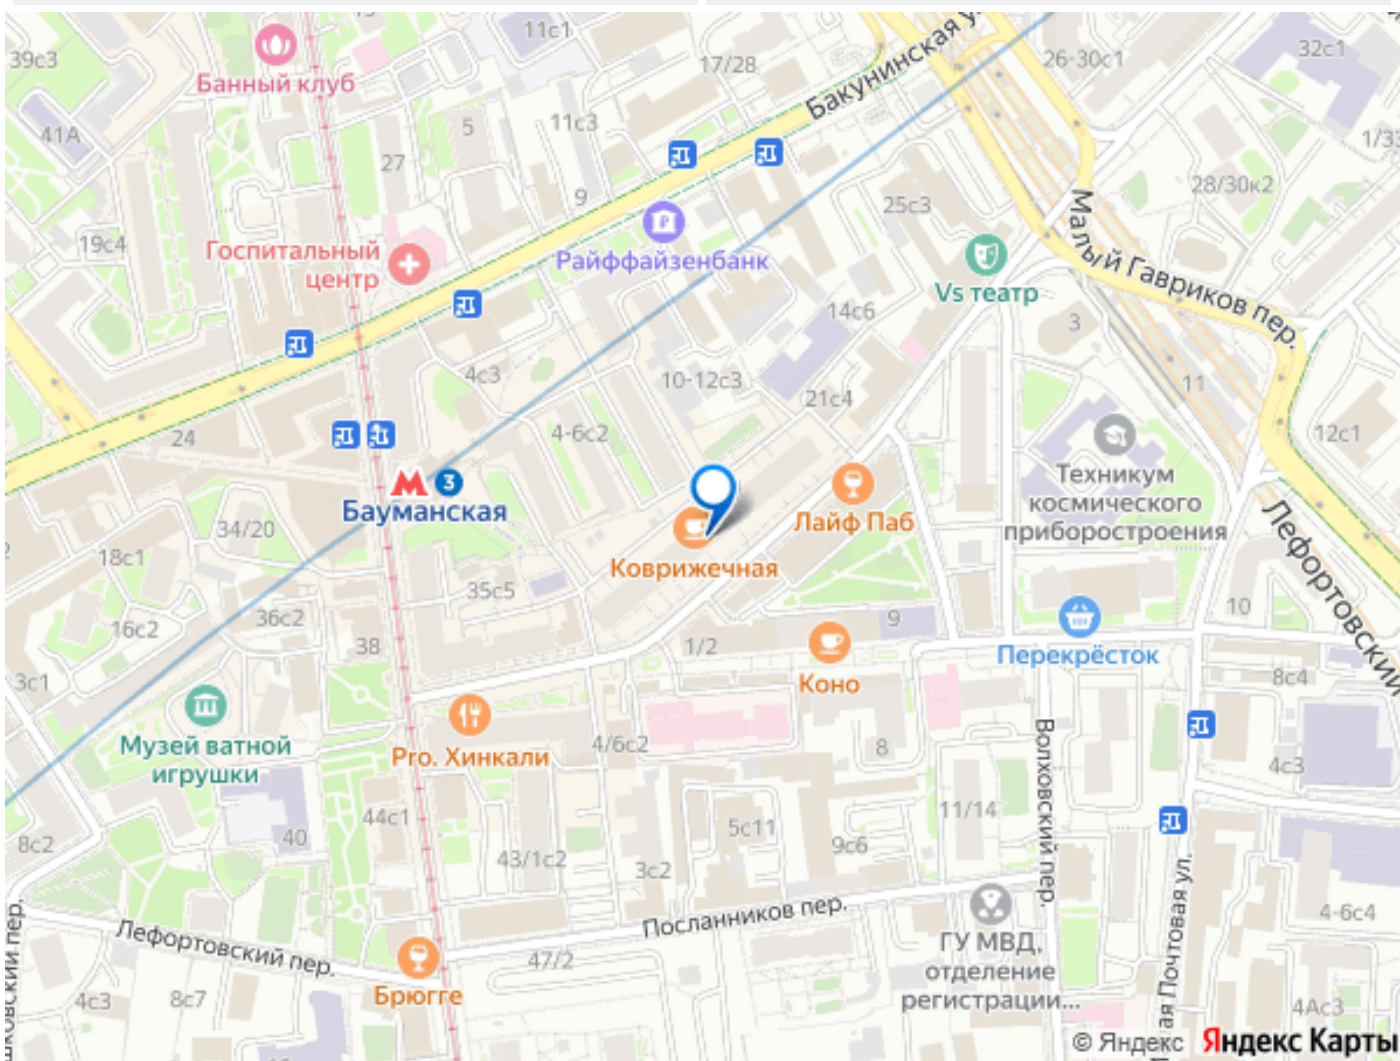 11с1
39с3
Банный клуб
17/28
Бакунинская у
26-30с1
32с1
41А
5
11с3
27
9
1/33
28/30к2
25с3
19с4
Госпитальный
центр
Райффайзенбанк
Малый Гавриков пер.
Vs театр
14с6
3
4с3
10-12с3
11
21с4
24
4-6с2
12с1
М 3
Бауманская
34/20
Техникум
космического
приборостроения
Лайф Паб
Коврижечная
Лефортовский
18с1
35с5
36с2
16с2
38
1/2
9
10
Коно
Перекрёсток
8с4
3с1
Музей ватной
игрушки
Pro. Хинкали
4/6с2
8
Волховский пер.
4с3
44с1
40
8с2
43/1с2
5с11
3с2
9с6
11/14
Посланников пер.
ая Почтовая ул.
4-6с4
Лефортовский пер.
ГУ МВД,
отделение
регистрации...
47/2
Брюгге
4с3
8с7
4Ас3
© Яндекс Яндекс Карты